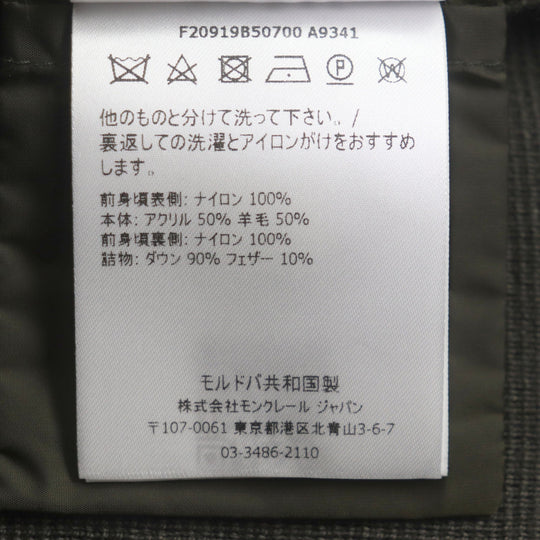 F20919B50700 A9341
P
W
他のものと分けて洗って下さい。/
裏返しての洗濯とアイロンがけをおすすめ
します。
前身頃表側: ナイロン 100%
本体: アクリル 50% 羊毛 50%
前身頃裏側: ナイロン 100%
詰物: ダウン 90% フェザー 10%
モルドバ共和国製
株式会社モンクレール ジャパン
〒107-0061 東京都港区北青山3-6-7
03-3486-2110